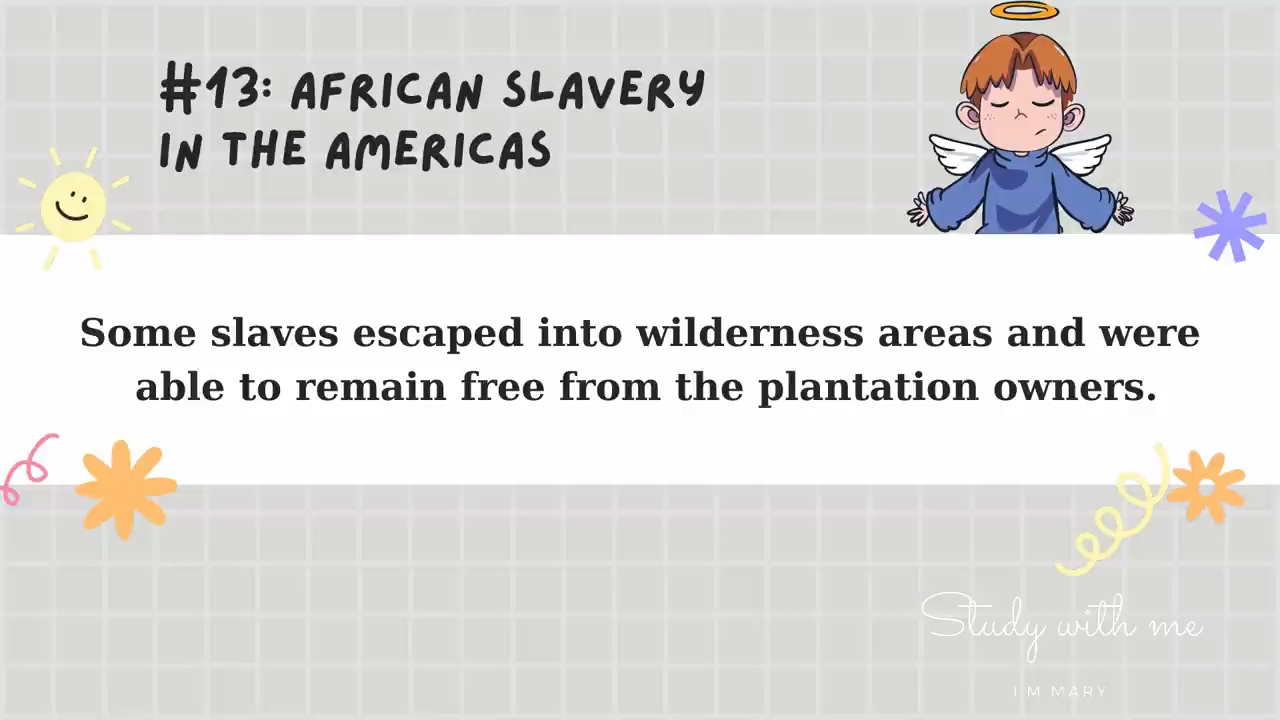 #13: AFRICAN SLAVERY
IN THE AMERICAS
Some slaves escaped into wilderness areas and were
able to remain free from the plantation owners.
Study with me
I'M MARY